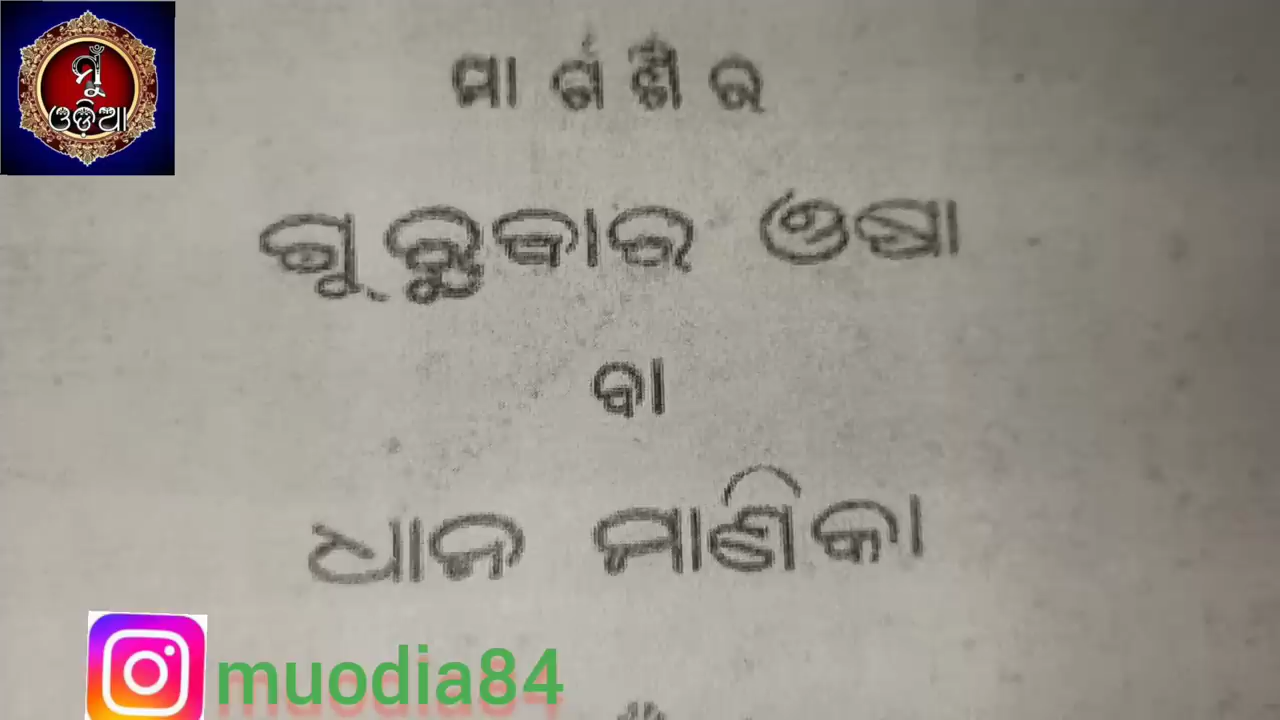 ମୁଁ
ଓଡ଼ିଆ
ମାର୍ଗଶିର
ଗୁରୁବାର ଓଷା
ବା
ଧାନ ମାଣିକା
muodia84